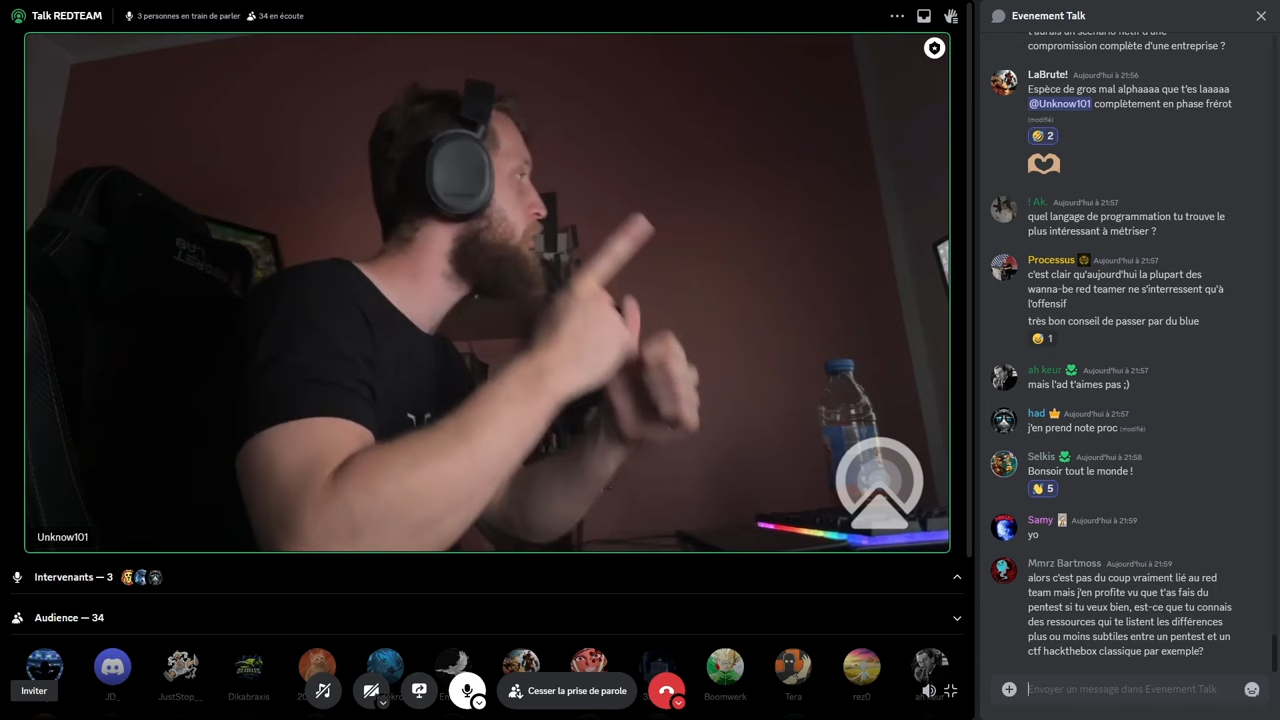 Talk REDTEAM
3 personnes en train de parler
34 en écoute
Evenement Talk
compromission complète d'une entreprise ?
LaBrute! Aujourd'hui à 21:56
Espèce de gros mal alphaaaa que t'es laaaaa
@Unknow101 complètement en phase frérot
(modifié)
2
! Ak. Aujourd'hui à 21:57
quel langage de programmation tu trouve le
plus intéressant à métriser ?
Processus Aujourd'hui à 21:57
c'est clair qu'aujourd'hui la plupart des
wanna-be red teamer ne s'interressent qu'à
l'offensif
très bon conseil de passer par du blue
1
ah keur Aujourd'hui à 21:57
mais l'ad t'aimes pas ;)
had Aujourd'hui à 21:57
j'en prend note proc (modifié)
Selkis Aujourd'hui à 21:58
Bonsoir tout le monde !
5
Samy Aujourd'hui à 21:59
yo
Mmrz Bartmoss Aujourd'hui à 21:59
alors c'est pas du coup vraiment lié au red
team mais j'en profite vu que t'as fais du
pentest si tu veux bien, est-ce que tu connais
des ressources qui te listent les différences
plus ou moins subtiles entre un pentest et un
ctf hackthebox classique par exemple?
Envoyer un message dans Evenement Talk
SECRET LAB
Unknow101
Intervenants — 3
Audience — 34
Inviter
Cesser la prise de parole
JD_
JustStop_
Dikabraxis
Boomwerk
Tera
rez0
ah keur